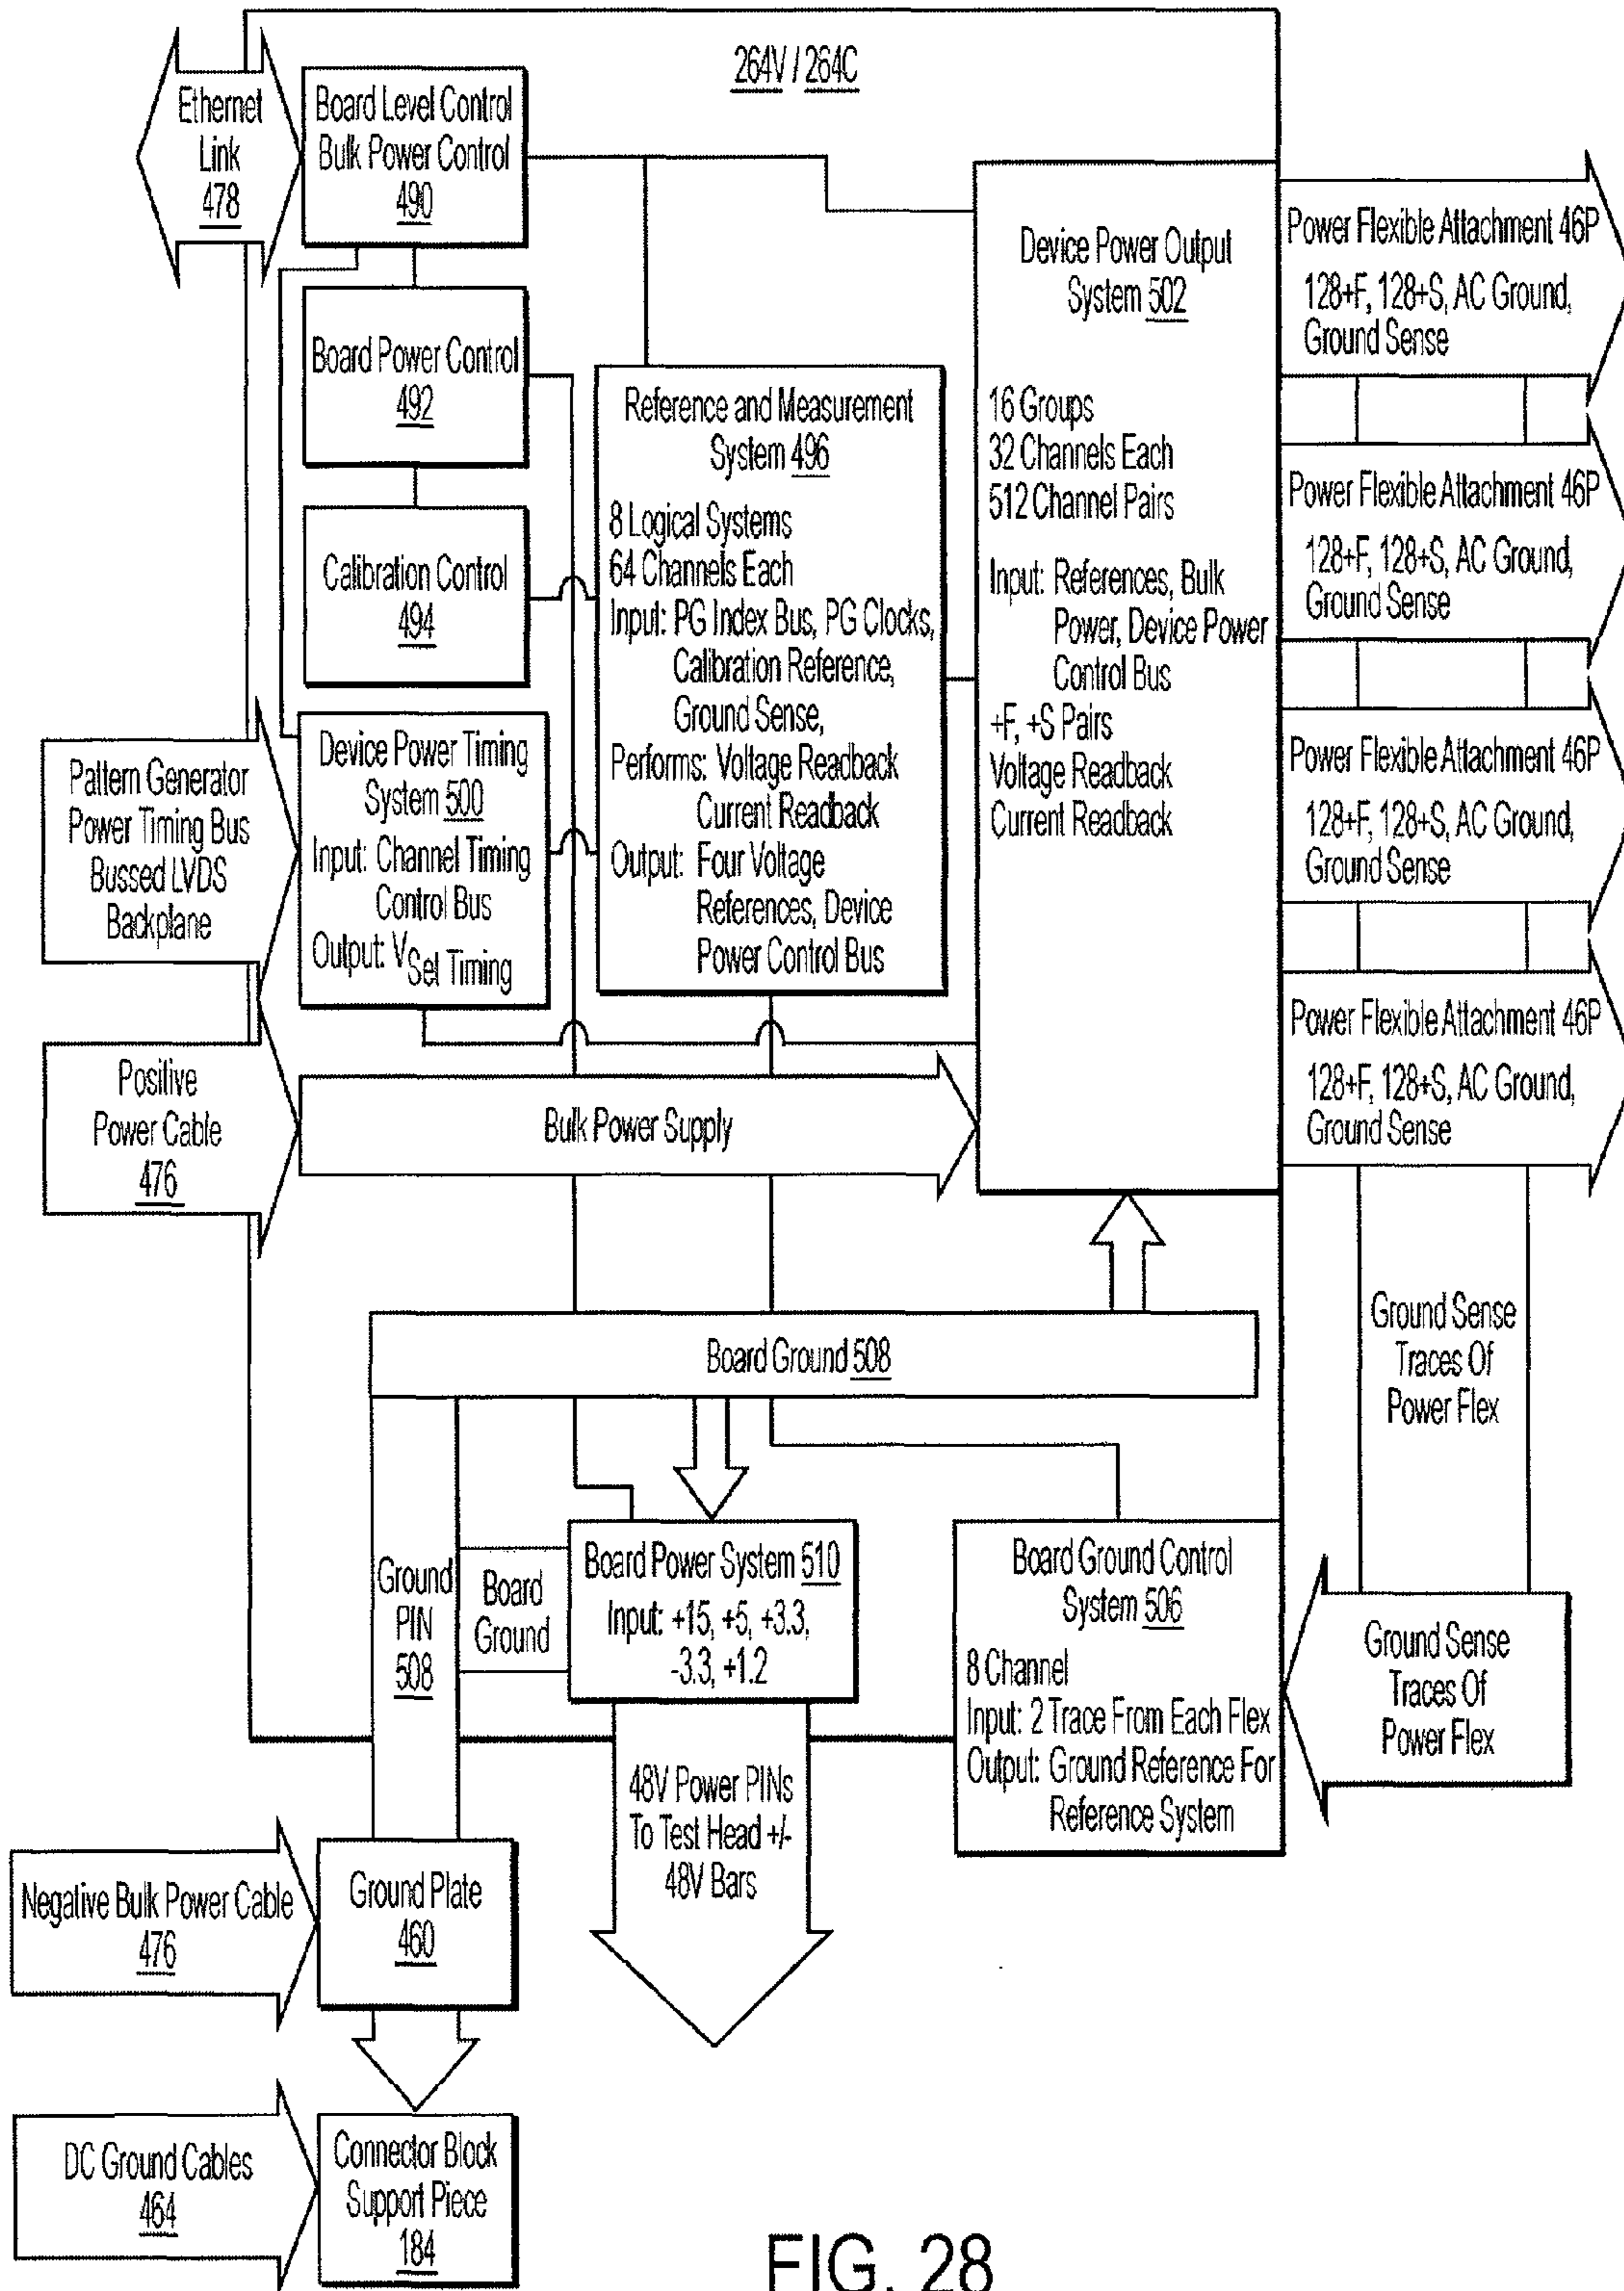 264V / 264C
Ethernet
Link
478
Board Level Control
Bulk Power Control
490
Board Power Control
492
Calibration Control
494
Pattern Generator
Power Timing Bus
Bussed LVDS
Backplane
Device Power Timing
System 500
Input: Channel Timing
Control Bus
Output: VSet Timing
Reference and Measurement
System 496
8 Logical Systems
64 Channels Each
Input: PG Index Bus, PG Clocks,
Calibration Reference,
Ground Sense,
Performs: Voltage Readback
Current Readback
Output: Four Voltage
References, Device
Power Control Bus
Device Power Output
System 502
16 Groups
32 Channels Each
512 Channel Pairs
Input: References, Bulk
Power, Device Power
Control Bus
+F, +S Pairs
Voltage Readback
Current Readback
Power Flexible Attachment 46P
128+F, 128+S, AC Ground,
Ground Sense
Power Flexible Attachment 46P
128+F, 128+S, AC Ground,
Ground Sense
Power Flexible Attachment 46P
128+F, 128+S, AC Ground,
Ground Sense
Power Flexible Attachment 46P
128+F, 128+S, AC Ground,
Ground Sense
Positive
Power Cable
476
Bulk Power Supply
Board Ground 508
Ground Sense
Traces Of
Power Flex
Ground
PIN
508
Board
Ground
Board Power System 510
Input: +15, +5, +3.3,
-3.3, +1.2
Board Ground Control
System 506
8 Channel
Input: 2 Trace From Each Flex
Output: Ground Reference For
Reference System
Ground Sense
Traces Of
Power Flex
48V Power PINs
To Test Head +/-
48V Bars
Negative Bulk Power Cable
476
Ground Plate
460
DC Ground Cables
464
Connector Block
Support Piece
184
FIG. 28